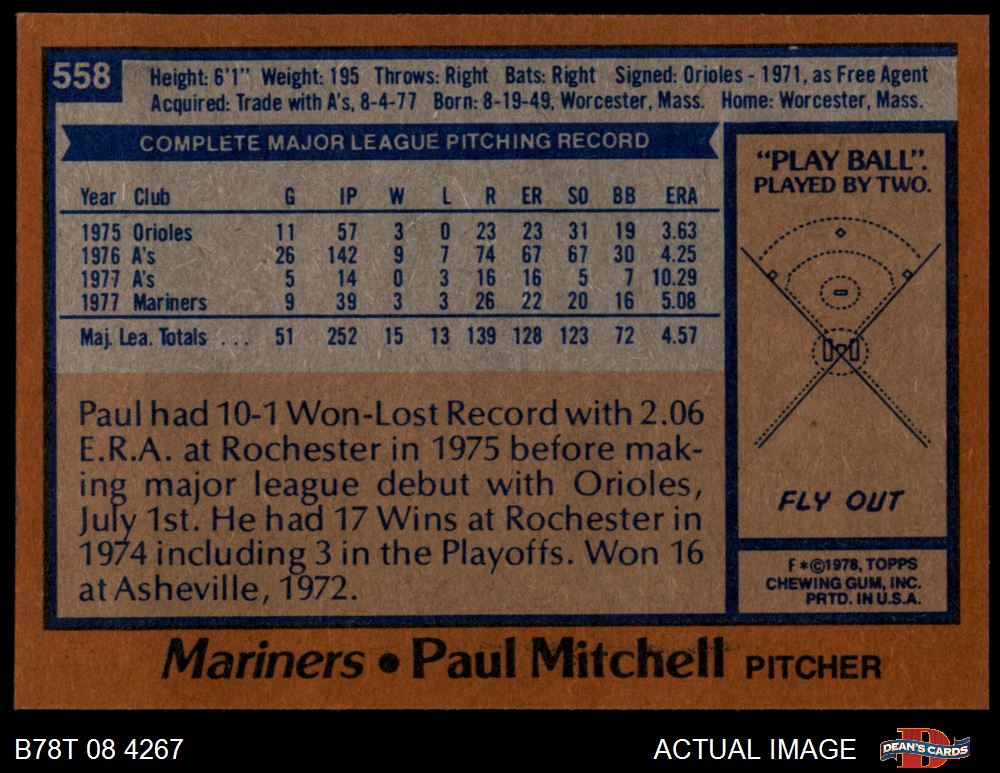 558
Height: 6'1" Weight: 195 Throws: Right Bats: Right Signed: Orioles - 1971, as Free Agent
Acquired: Trade with A's, 8-4-77 Born: 8-19-49, Worcester, Mass. Home: Worcester, Mass.
COMPLETE MAJOR LEAGUE PITCHING RECORD
Year Club G IP W L R ER SO BB ERA
1975 Orioles 11 57 3 0 23 23 31 19 3.63
1976 A's 26 142 9 7 74 67 67 30 4.25
1977 A's 5 14 0 3 16 16 5 7 10.29
1977 Mariners 9 39 3 3 26 22 20 16 5.08
Maj. Lea. Totals . . . 51 252 15 13 139 128 123 72 4.57
Paul had 10-1 Won-Lost Record with 2.06
E.R.A. at Rochester in 1975 before mak-
ing major league debut with Orioles,
July 1st. He had 17 Wins at Rochester in
1974 including 3 in the Playoffs. Won 16
at Asheville, 1972.
"PLAY BALL".
PLAYED BY TWO.
FLY OUT
F*©1978, TOPPS
CHEWING GUM, INC.
PRTD. IN U.S.A.
Mariners • Paul Mitchell PITCHER
B78T 08 4267
ACTUAL IMAGE
DEAN'S CARDS